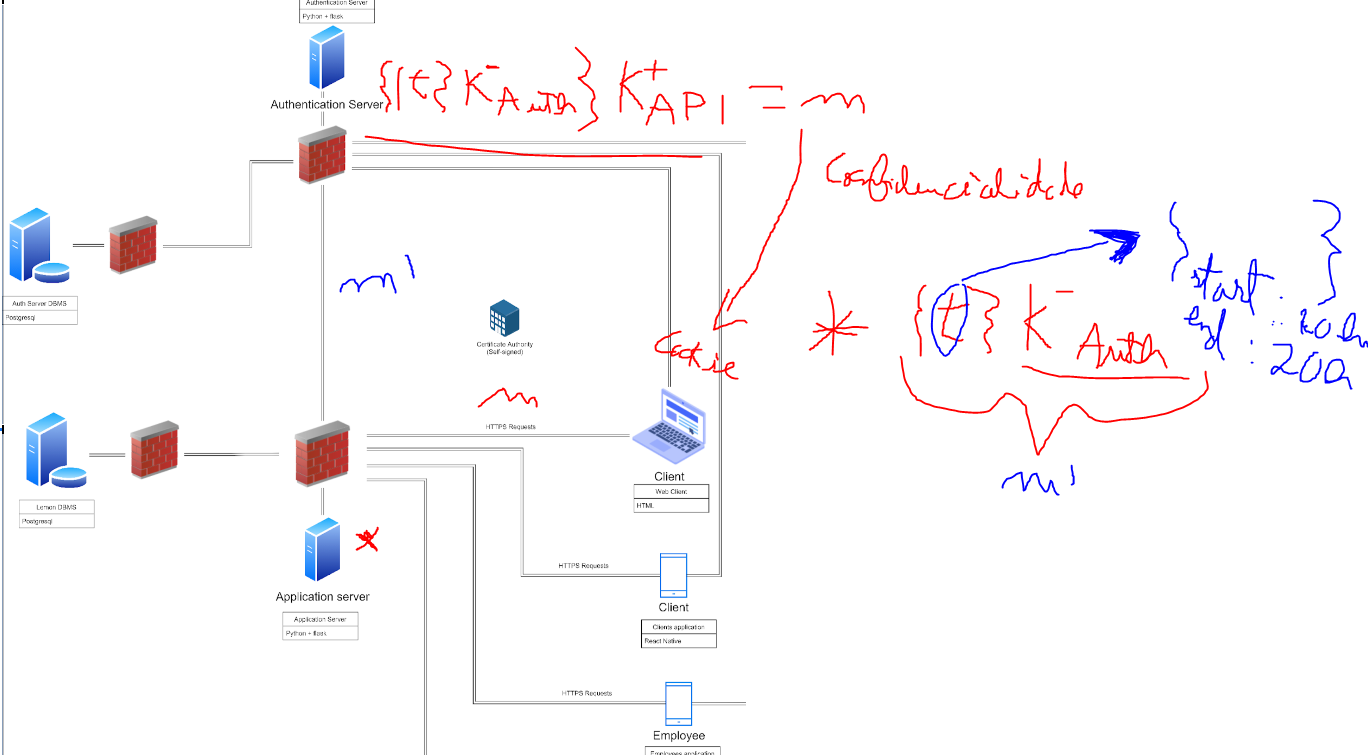 Authentication Server
Python + flask
Authentication Server
{{t} K⁻ Auth} K⁺ API = m
Confidencialidade
m'
Auth Server DBMS
Postgresql
Certificate Authority
(Self-signed)
Cookie
* {t} K⁻ Auth
{ start :
end :
: 20h }
m'
m
HTTPS Requests
Client
Web Client
HTML
Lemon DBMS
Postgresql
*
Application server
Application Server
Python + flask
HTTPS Requests
Client
Clients application
React Native
HTTPS Requests
Employee
Employees application